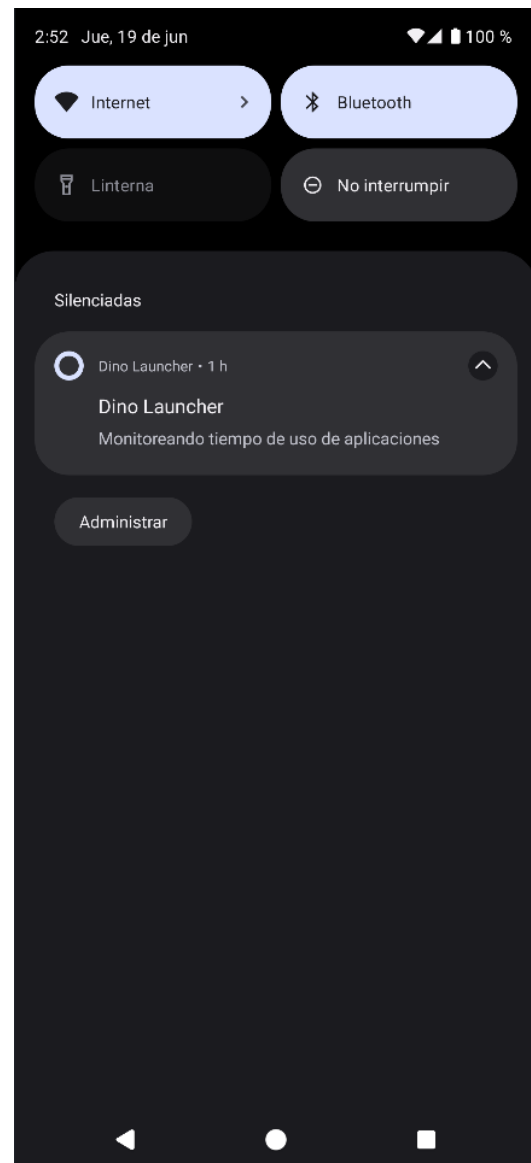 2:52 Jue, 19 de jun 100 %
Internet
Bluetooth
Linterna
No interrumpir
Silenciadas
Dino Launcher • 1 h
Dino Launcher
Monitoreando tiempo de uso de aplicaciones
Administrar